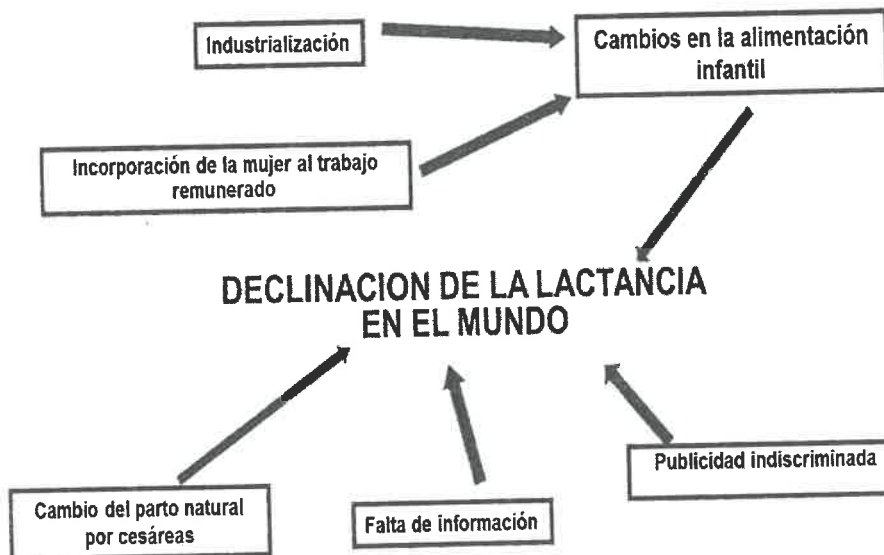 Industrialización
Cambios en la alimentación
infantil
Incorporación de la mujer al trabajo
remunerado
DECLINACION DE LA LACTANCIA
EN EL MUNDO
Cambio del parto natural
por cesáreas
Falta de información
Publicidad indiscriminada